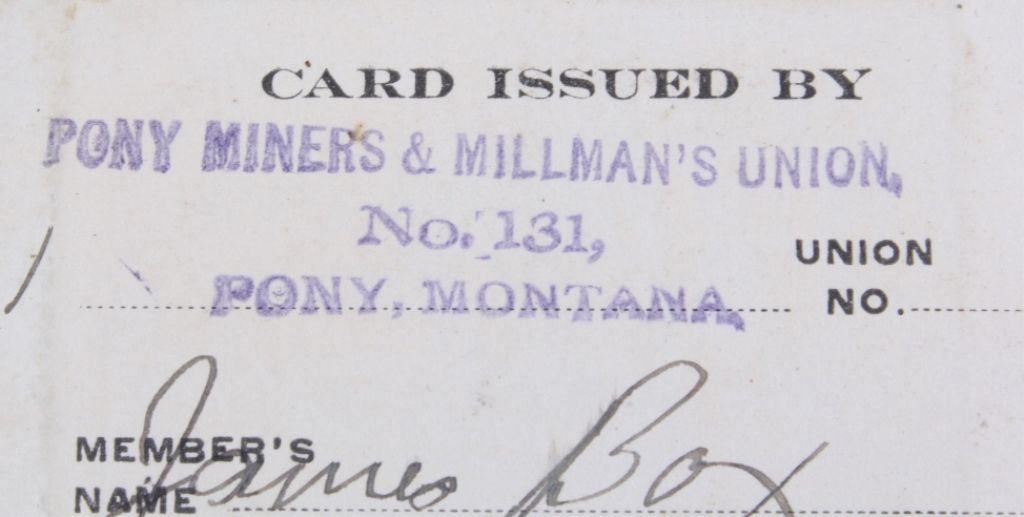 CARD ISSUED BY
PONY MINERS & MILLMAN'S UNION,
No. 131,
PONY, MONTANA.
UNION
NO.
MEMBER'S
NAME James Box